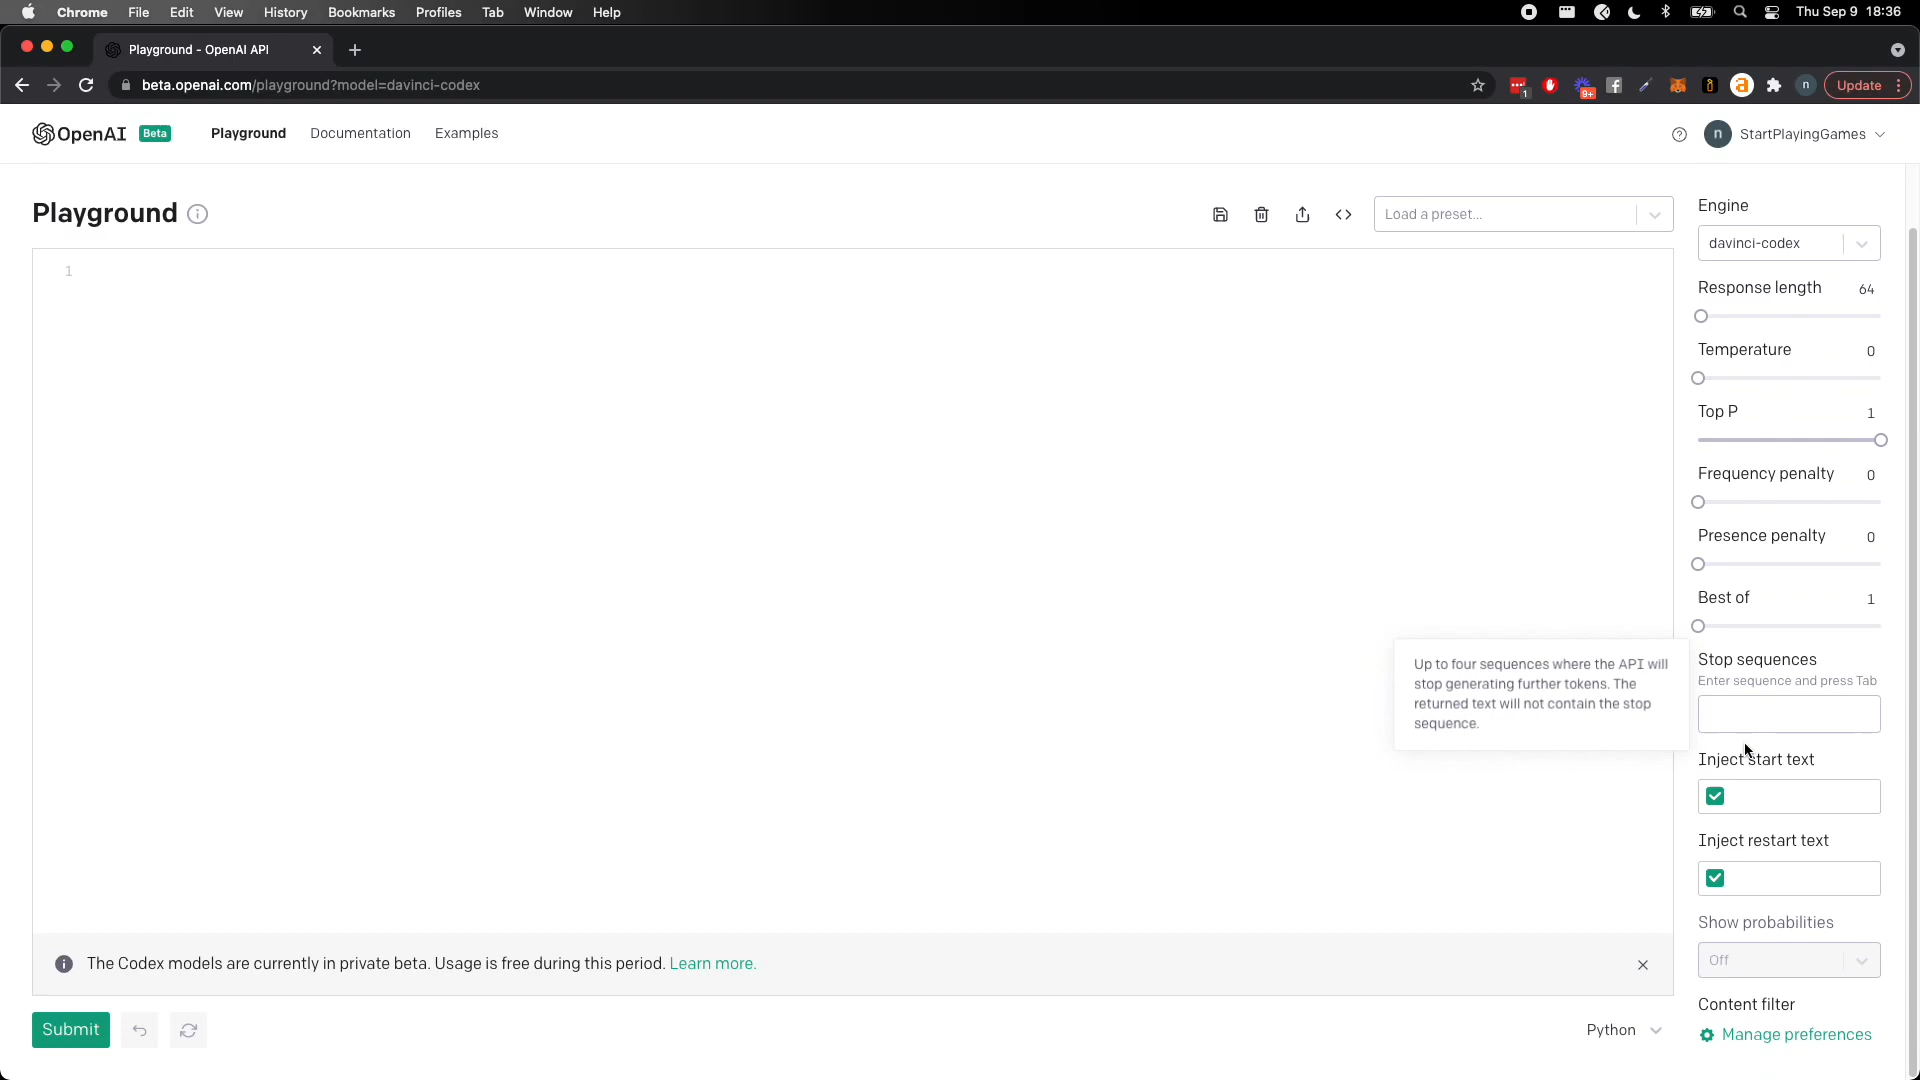 Chrome File Edit View History Bookmarks Profiles Tab Window Help Thu Sep 9 18:36
Playground - OpenAI API
beta.openai.com/playground?model=davinci-codex 1 9+ n Update
OpenAI Beta Playground Documentation Examples n StartPlayingGames
Playground Load a preset...
1
Engine
davinci-codex
Response length 64
Temperature 0
Top P 1
Frequency penalty 0
Presence penalty 0
Best of 1
Up to four sequences where the API will
stop generating further tokens. The
returned text will not contain the stop
sequence.
Stop sequences
Enter sequence and press Tab
Inject start text
Inject restart text
Show probabilities
Off
Content filter
Manage preferences
The Codex models are currently in private beta. Usage is free during this period. Learn more.
Submit
Python